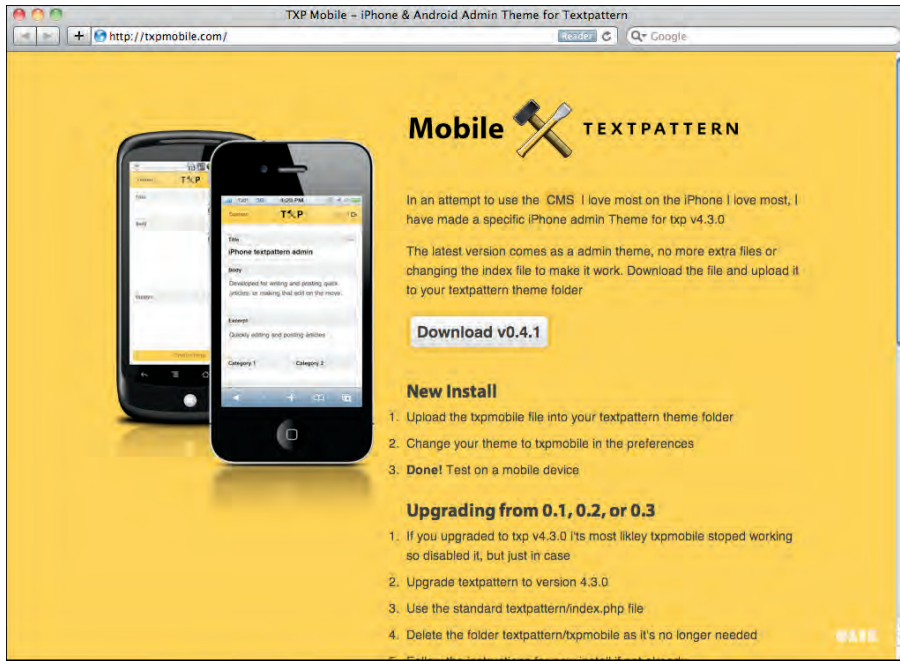 TXP Mobile – iPhone & Android Admin Theme for Textpattern
http://txpmobile.com/
Reader
Google
Mobile TEXTPATTERN
In an attempt to use the CMS I love most on the iPhone I love most, I
have made a specific iPhone admin Theme for txp v4.3.0
The latest version comes as a admin theme, no more extra files or
changing the index file to make it work. Download the file and upload it
to your textpattern theme folder
Download v0.4.1
New Install
1. Upload the txpmobile file into your textpattern theme folder
2. Change your theme to txpmobile in the preferences
3. Done! Test on a mobile device
Upgrading from 0.1, 0.2, or 0.3
1. If you upgraded to txp v4.3.0 i'ts most likley txpmobile stoped working
so disabled it, but just in case
2. Upgrade textpattern to version 4.3.0
3. Use the standard textpattern/index.php file
4. Delete the folder textpattern/txpmobile as it's no longer needed
Title
Body
TXP
4:20 PM
TXP
Title
iPhone textpattern admin
Body
Developed for writing and posting quick
articles, or making that edit on the move.
Excerpt
Quickly editing and posting articles
Category 1
Category 2